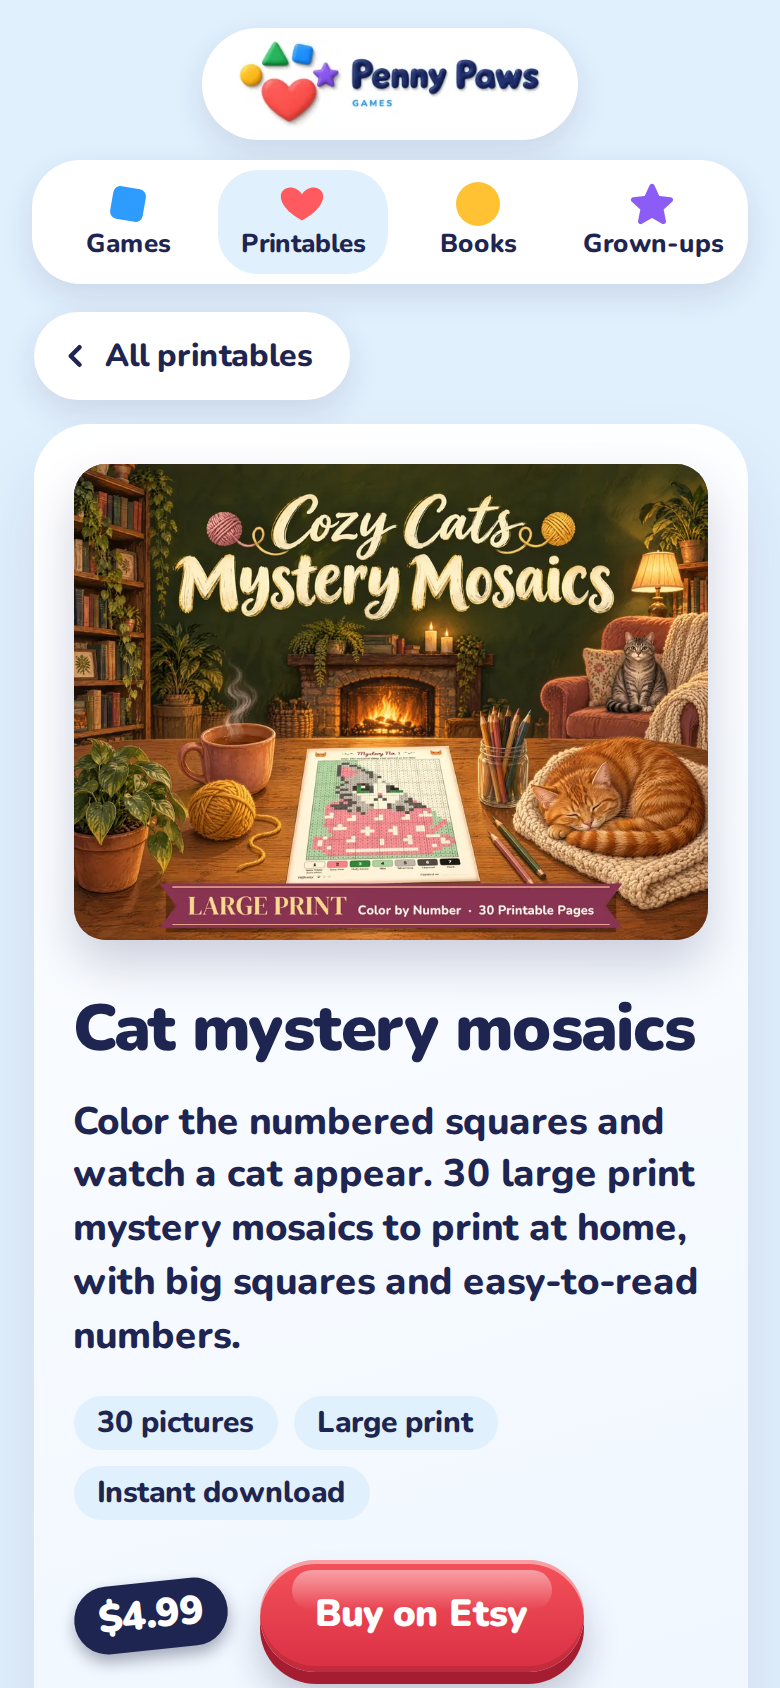 Penny Paws
GAMES
Games
Printables
Books
Grown-ups
All printables
Cozy Cats
Mystery Mosaics
Mystery No. 1
LARGE PRINT Color by Number · 30 Printable Pages
Cat mystery mosaics
Color the numbered squares and
watch a cat appear. 30 large print
mystery mosaics to print at home,
with big squares and easy-to-read
numbers.
30 pictures
Large print
Instant download
$4.99
Buy on Etsy